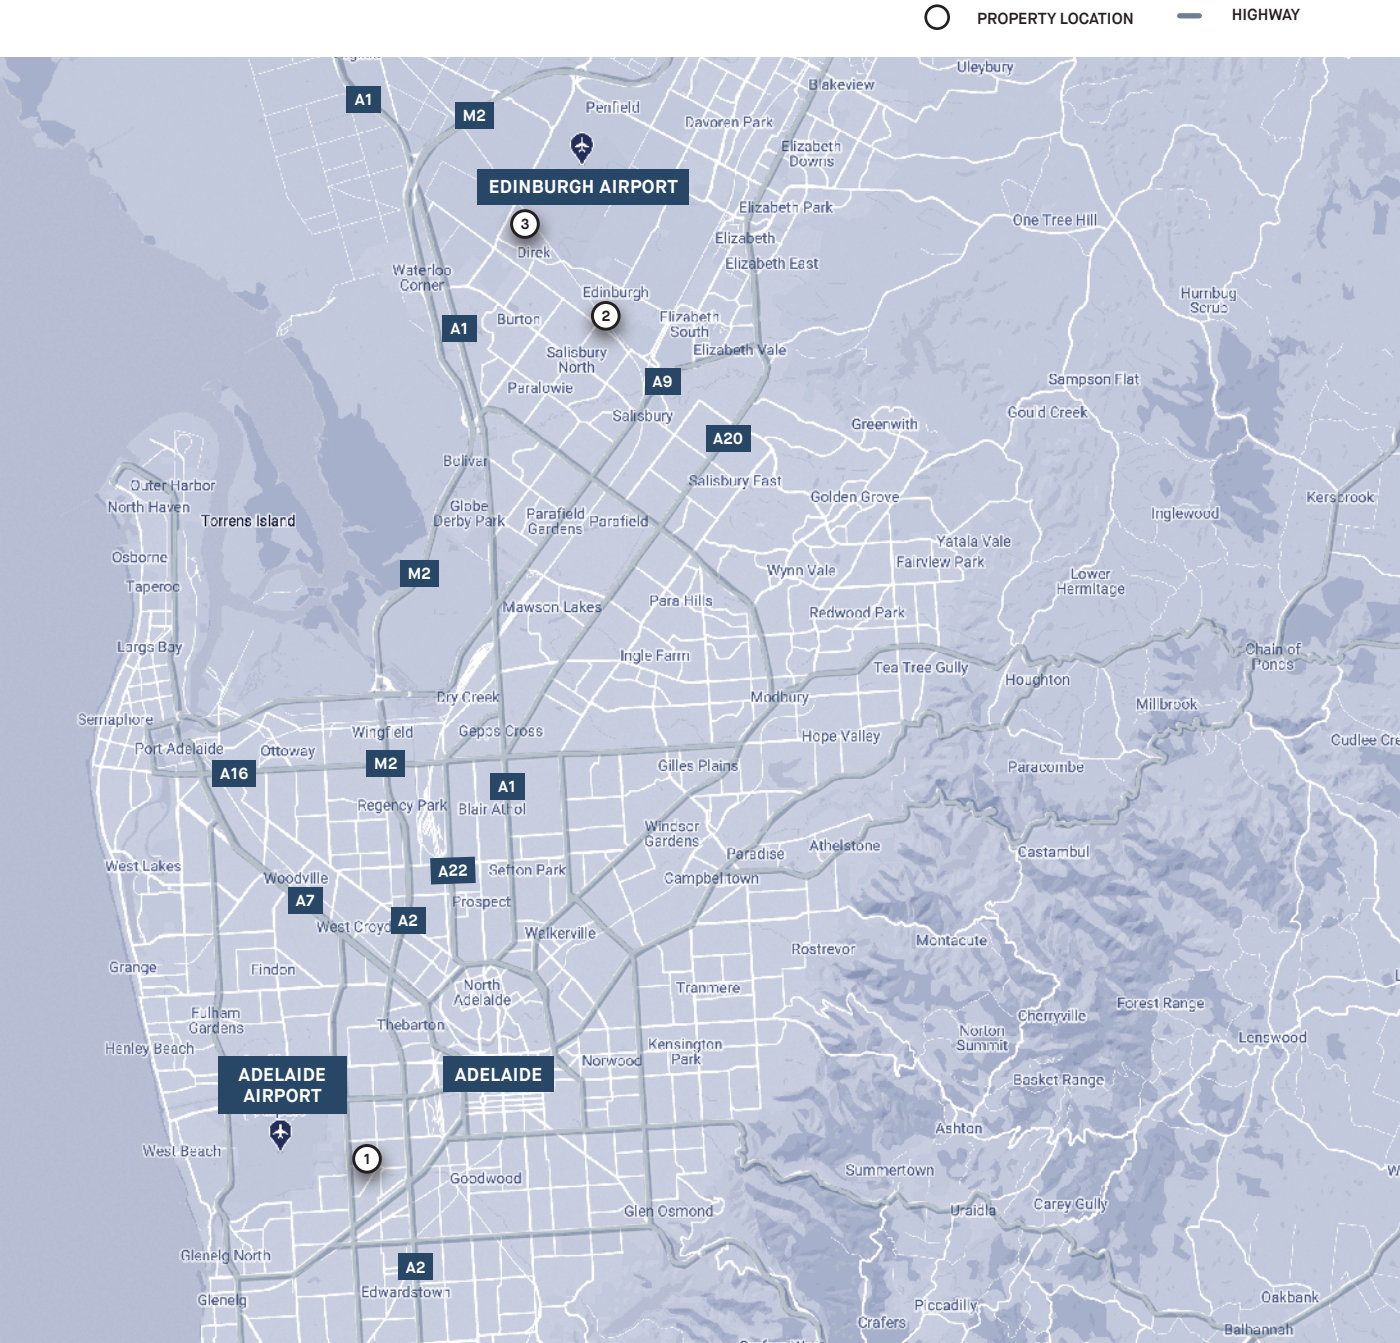 PROPERTY LOCATION
HIGHWAY
Uleybury
Blakeview
A1
M2
Penfield
Davoren Park
Elizabeth
Downs
EDINBURGH AIRPORT
Elizabeth Park
3
One Tree Hill
Direk
Elizabeth
Elizabeth East
Waterloo
Corner
Edinburgh
Humbug
Scrub
2
Burton
Elizabeth
South
A1
Elizabeth Vale
Salisbury
North
A9
Sampson Flat
Paralowie
Salisbury
Gould Creek
Greenwith
A20
Bolivar
Salisbury East
Outer Harbor
Golden Grove
Kersbrook
North Haven
Globe
Derby Park
Parafield
Gardens
Parafield
Inglewood
Torrens Island
Yatala Vale
Osborne
Fairview Park
M2
Wynn Vale
Lower
Hermitage
Taperoo
Mawson Lakes
Para Hills
Redwood Park
Largs Bay
Ingle Farm
Chain of
Ponds
Tea Tree Gully
Houghton
Dry Creek
Modbury
Millbrook
Semaphore
Wingfield
Gepps Cross
Hope Valley
Port Adelaide
Ottoway
Cudlee Cre
A16
M2
Gilles Plains
Paracombe
A1
Regency Park
Blair Athol
Windsor
Gardens
Athelstone
Paradise
Castambul
West Lakes
A22
Sefton Park
Woodville
Campbelltown
A7
Prospect
West Croyd
A2
Walkerville
Montacute
Rostrevor
Grange
Findon
North
Adelaide
Tranmere
Forest Range
Fulham
Gardens
Cherryville
Thebarton
Norton
Summit
Lenswood
Henley Beach
Kensington
Park
Norwood
ADELAIDE
AIRPORT
ADELAIDE
Basket Range
Ashton
West Beach
1
Summertown
Goodwood
Carey Gully
Glen Osmond
Uraidla
Glenelg North
A2
Edwardstown
Glenelg
Piccadilly
Oakbank
Crafers
Balhannah